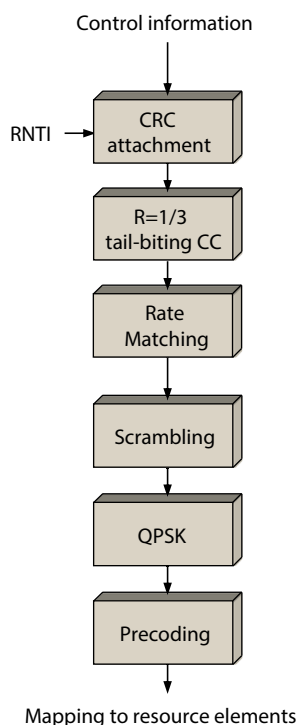 Control information
RNTI
CRC
attachment
R=1/3
tail-biting CC
Rate
Matching
Scrambling
QPSK
Precoding
Mapping to resource elements